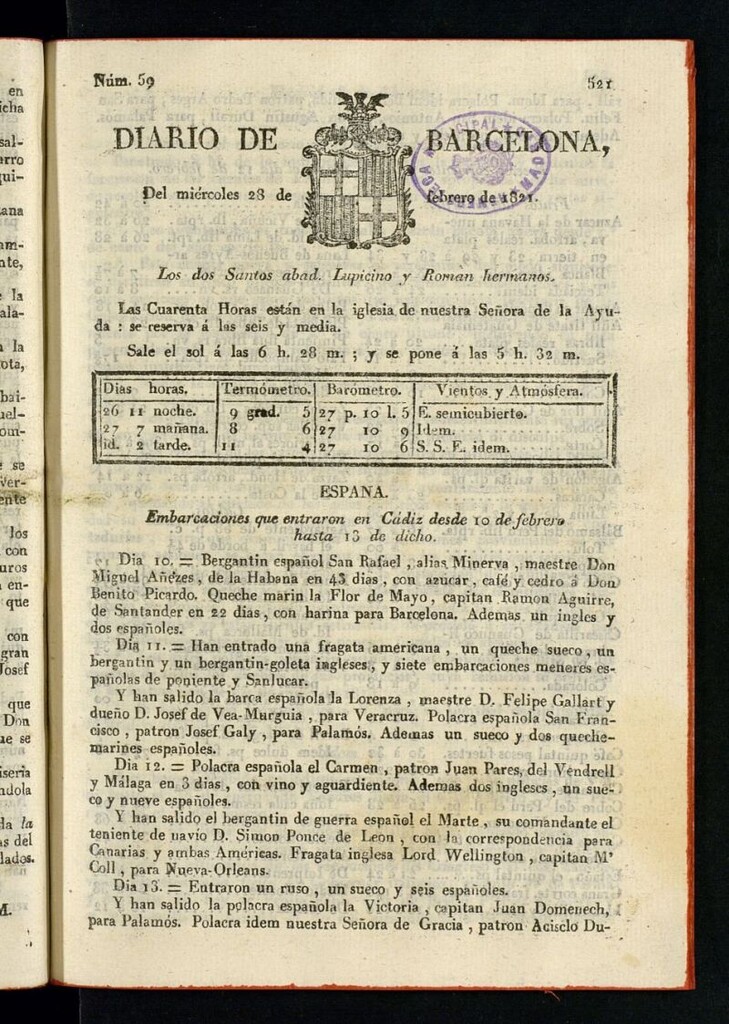 Núm. 59
521
DIARIO DE BARCELONA,
Del miércoles 28 de febrero de 1821.
Los dos Santos abad. Lupicino y Roman hermanos.
Las Cuarenta Horas están en la iglesia de nuestra Señora de la Ayu-
da : se reserva á las seis y media.
Sale el sol á las 6 h. 28 m. ; y se pone á las 5 h. 32 m.
Dias horas. Termómetro. Barómetro. Vientos y Atmósfera.
26 11 noche. 9 grad. 5 27 p. 10 l. 5 E. semicubierto.
27 7 mañana. 8 6 27 10 9 Idem.
id. 2 tarde. 11 4 27 10 6 S. S. E. idem.
ESPANA.
Embarcaciones que entraron en Cádiz desde 10 de febrero
hasta 13 de dicho.
Dia 10. = Bergantin español San Rafael , alias Minerva , maestre Don
Miguel Añezes , de la Habana en 43 dias , con azucar, café y cedro á Don
Benito Picardo. Queche marin la Flor de Mayo, capitan Ramon Aguirre,
de Santander en 22 dias , con harina para Barcelona. Ademas un ingles y
dos españoles.
Dia 11. = Han entrado una fragata americana , un queche sueco , un
bergantin y un bergantin-goleta ingleses , y siete embarcaciones menores es-
pañolas de poniente y Sanlucar.
Y han salido la barca española la Lorenza , maestre D. Felipe Gallart y
dueño D. Josef de Vea-Murguia , para Veracruz. Polacra española San Fran-
cisco , patron Josef Galy , para Palamós. Ademas un sueco y dos queche-
marines españoles.
Dia 12. = Polacra española el Carmen , patron Juan Pares, del Vendrell
y Málaga en 3 dias , con vino y aguardiente. Ademas dos ingleses , un sue-
co y nueve españoles.
Y han salido el bergantin de guerra español el Marte , su comandante el
teniente de navío D. Simon Ponce de Leon , con la correspondencia para
Canarias y ambas Américas. Fragata inglesa Lord Wellington , capitan Mʳ
Coll , para Nueva-Orleans.
Dia 13. = Entraron un ruso , un sueco y seis españoles.
Y han salido la polacra española la Victoria , capitan Juan Domenech,
para Palamós. Polacra idem nuestra Señora de Gracia , patron Acisclo Du-